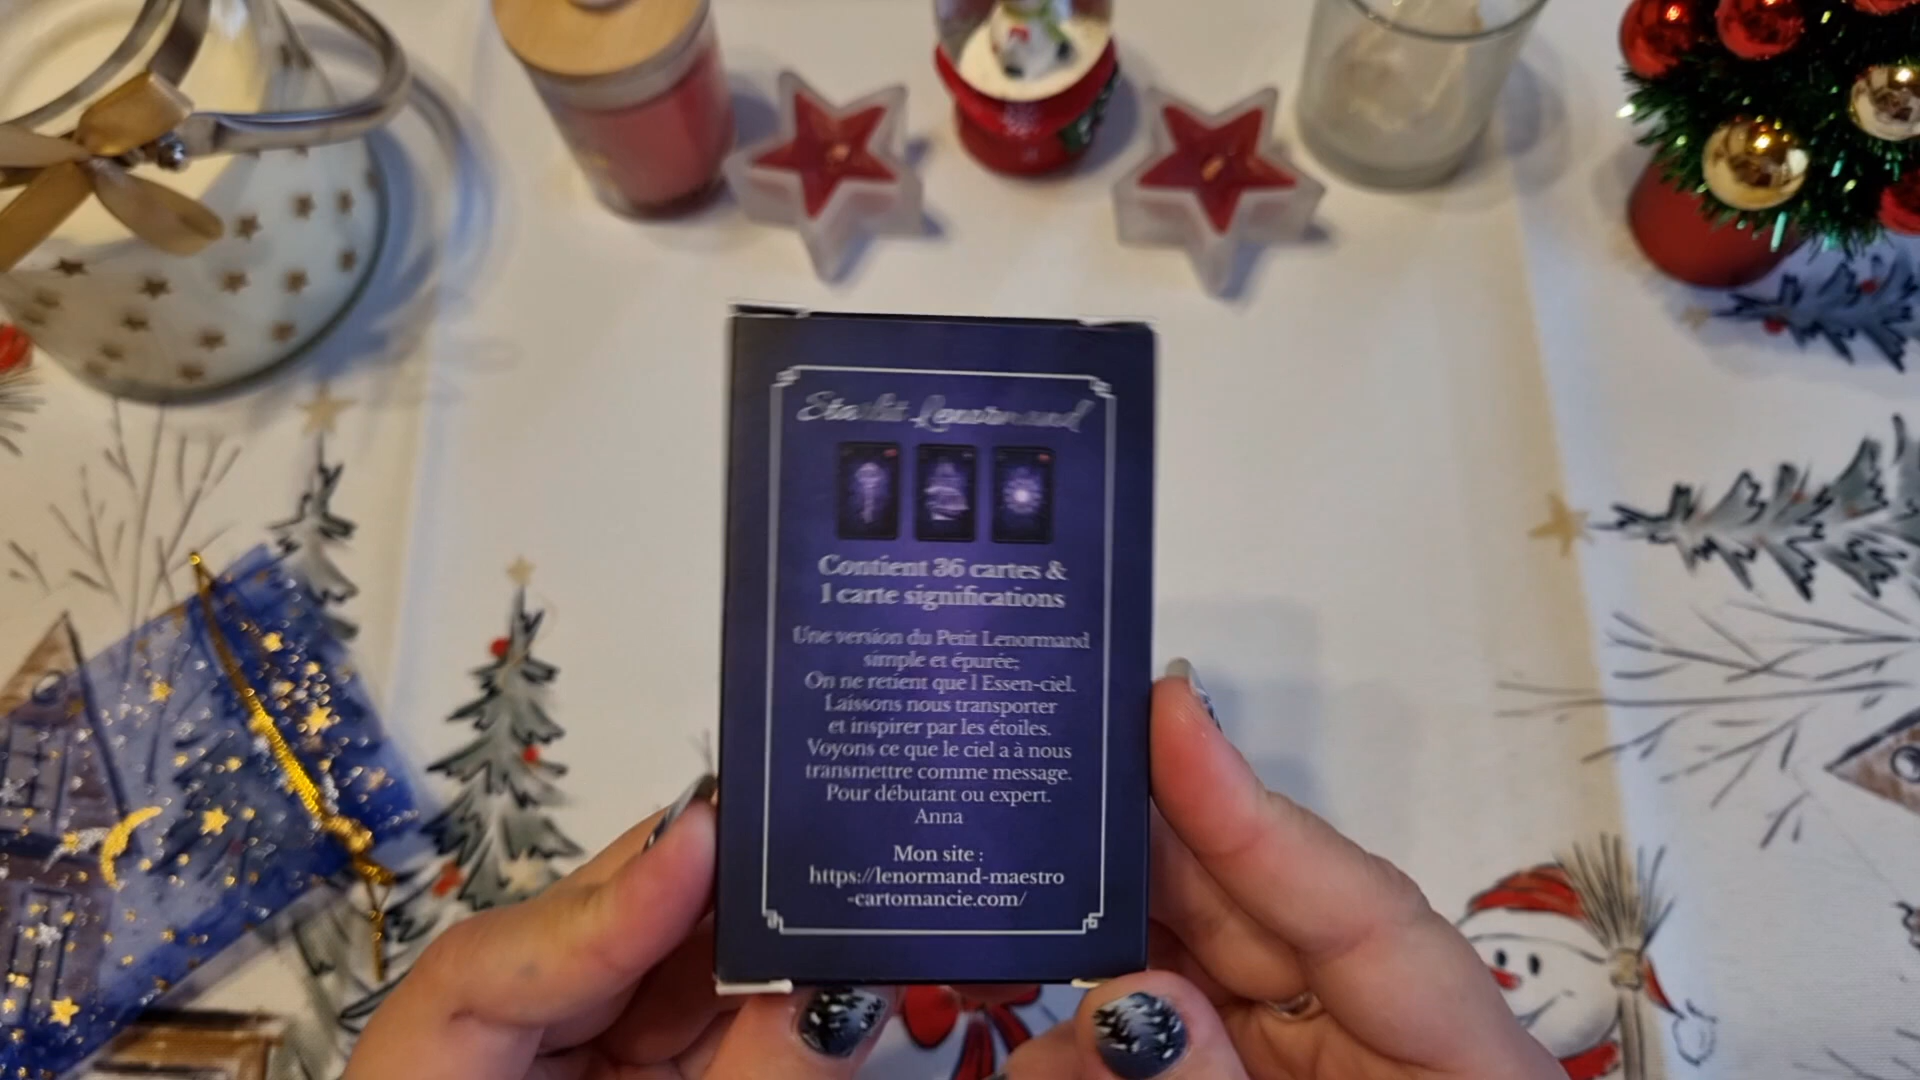 Starlit Lenormand
Contient 36 cartes &
1 carte significations
Une version du Petit Lenormand
simple et épurée;
On ne retient que l Essen-ciel.
Laissons nous transporter
et inspirer par les étoiles.
Voyons ce que le ciel a à nous
transmettre comme message.
Pour débutant ou expert.
Anna
Mon site :
https://lenormand-maestro
-cartomancie.com/